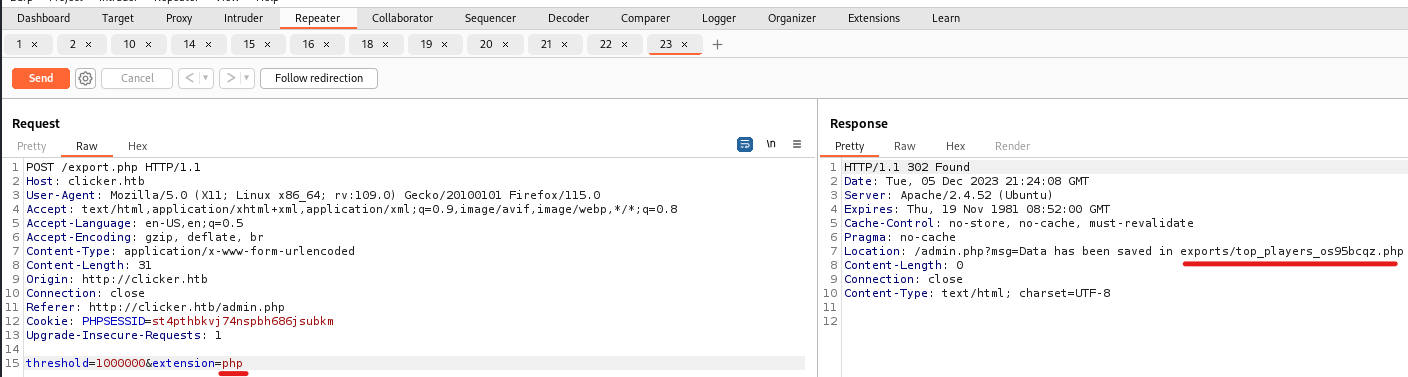 Dashboard Target Proxy Intruder Repeater Collaborator Sequencer Decoder Comparer Logger Organizer Extensions Learn
1 × 2 × 10 × 14 × 15 × 16 × 18 × 19 × 20 × 21 × 22 × 23 × +
Send Cancel < > Follow redirection
Request
Pretty Raw Hex \n
1 POST /export.php HTTP/1.1
2 Host: clicker.htb
3 User-Agent: Mozilla/5.0 (X11; Linux x86_64; rv:109.0) Gecko/20100101 Firefox/115.0
4 Accept: text/html,application/xhtml+xml,application/xml;q=0.9,image/avif,image/webp,*/*;q=0.8
5 Accept-Language: en-US,en;q=0.5
6 Accept-Encoding: gzip, deflate, br
7 Content-Type: application/x-www-form-urlencoded
8 Content-Length: 31
9 Origin: http://clicker.htb
10 Connection: close
11 Referer: http://clicker.htb/admin.php
12 Cookie: PHPSESSID=st4pthbkvj74nspbh686jsubkm
13 Upgrade-Insecure-Requests: 1
14
15 threshold=1000000&extension=php
Response
Pretty Raw Hex Render
1 HTTP/1.1 302 Found
2 Date: Tue, 05 Dec 2023 21:24:08 GMT
3 Server: Apache/2.4.52 (Ubuntu)
4 Expires: Thu, 19 Nov 1981 08:52:00 GMT
5 Cache-Control: no-store, no-cache, must-revalidate
6 Pragma: no-cache
7 Location: /admin.php?msg=Data has been saved in exports/top_players_os95bcqz.php
8 Content-Length: 0
9 Connection: close
10 Content-Type: text/html; charset=UTF-8
11
12